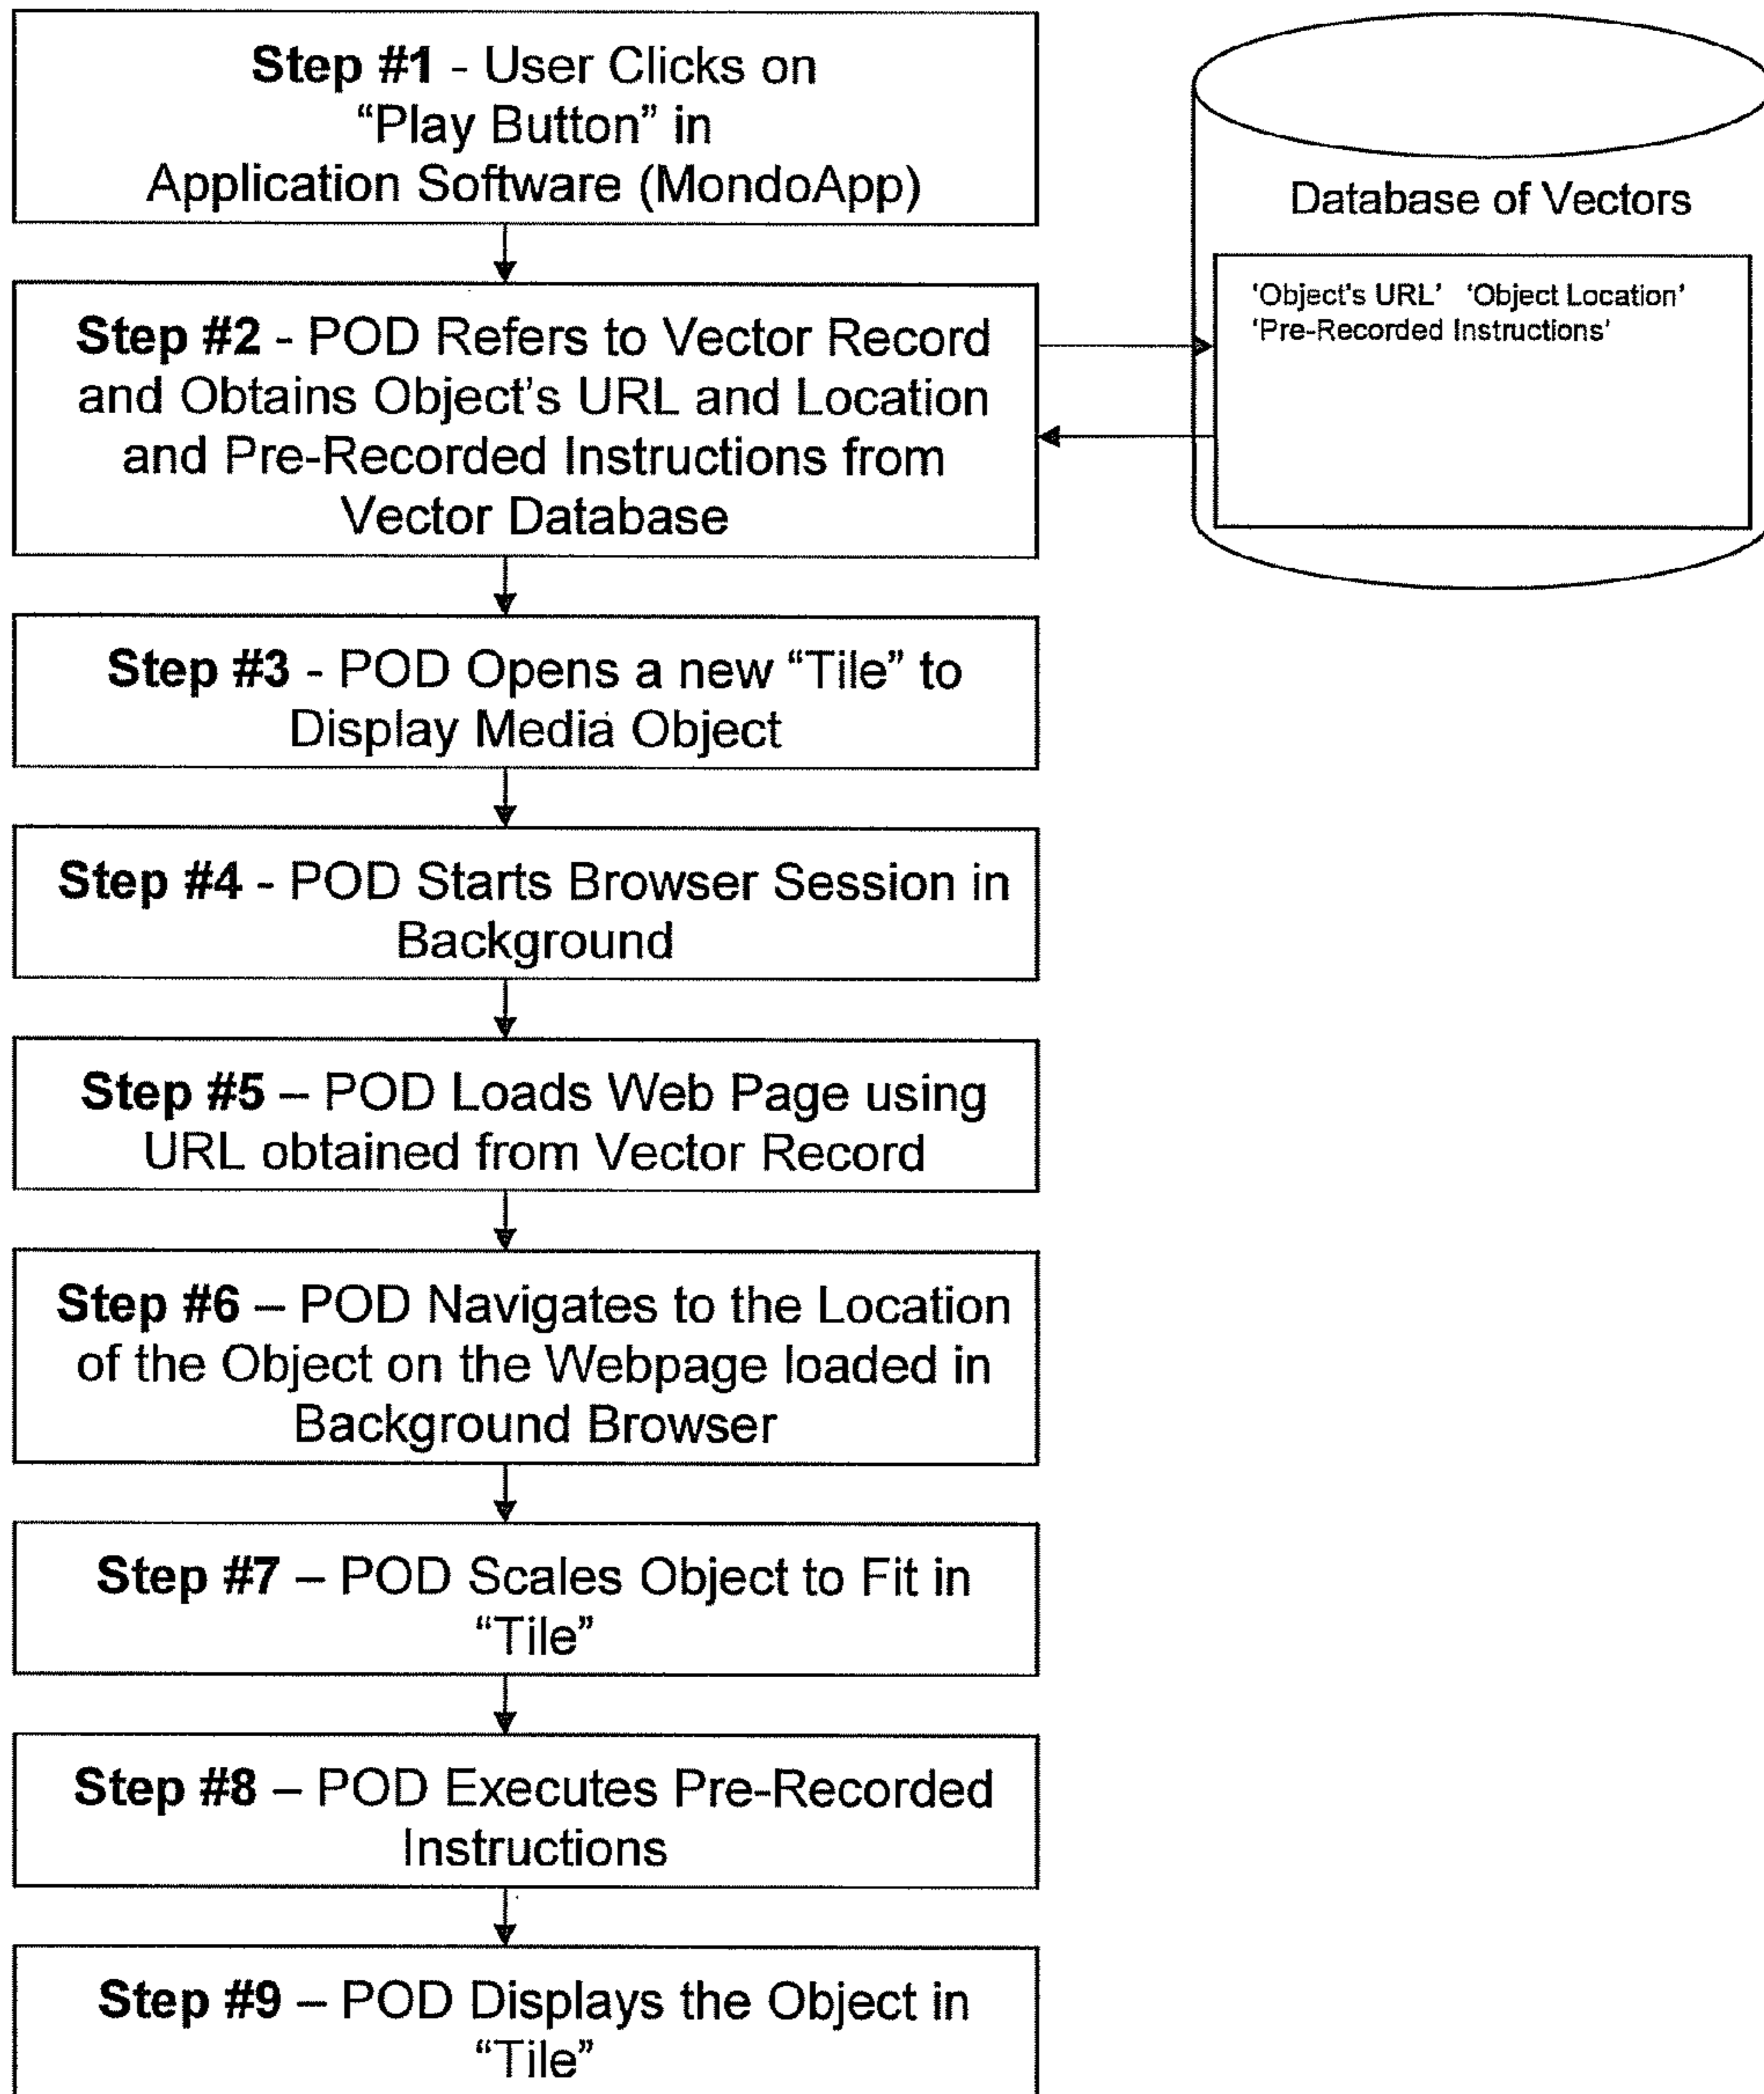 Step #1 - User Clicks on
“Play Button” in
Application Software (MondoApp)
Database of Vectors
‘Object's URL’ ‘Object Location’
‘Pre-Recorded Instructions’
Step #2 - POD Refers to Vector Record
and Obtains Object’s URL and Location
and Pre-Recorded Instructions from
Vector Database
Step #3 - POD Opens a new “Tile” to
Display Media Object
Step #4 - POD Starts Browser Session in
Background
Step #5 – POD Loads Web Page using
URL obtained from Vector Record
Step #6 – POD Navigates to the Location
of the Object on the Webpage loaded in
Background Browser
Step #7 – POD Scales Object to Fit in
“Tile”
Step #8 – POD Executes Pre-Recorded
Instructions
Step #9 – POD Displays the Object in
“Tile”